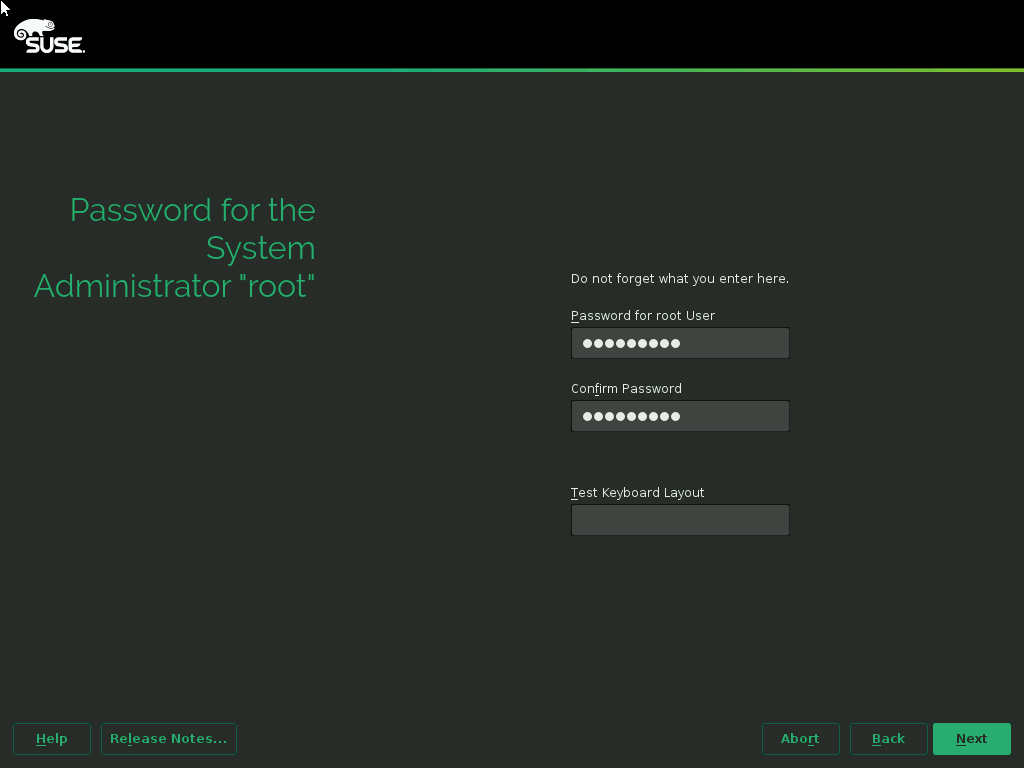 SUSE.
Password for the
System
Administrator "root"
Do not forget what you enter here.
Password for root User
●●●●●●●●●
Confirm Password
●●●●●●●●●
Test Keyboard Layout
Help
Release Notes...
Abort
Back
Next